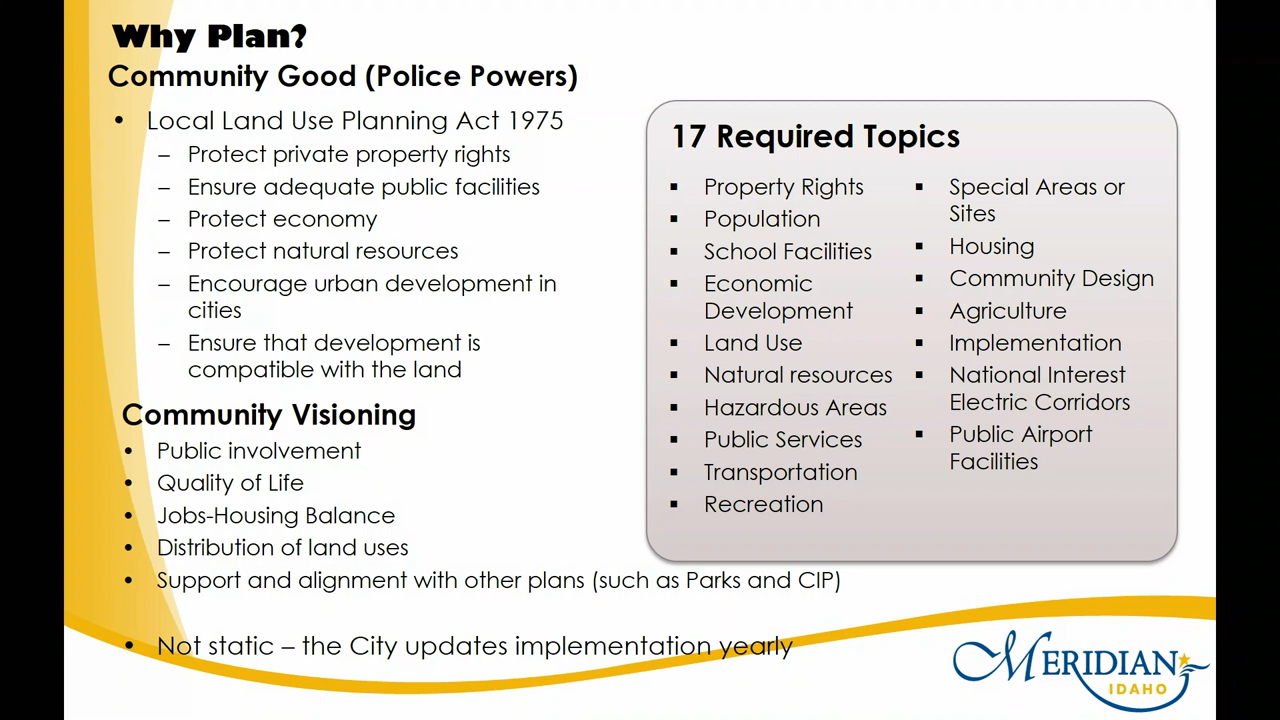 Why Plan?
Community Good (Police Powers)
• Local Land Use Planning Act 1975
– Protect private property rights
– Ensure adequate public facilities
– Protect economy
– Protect natural resources
– Encourage urban development in
cities
– Ensure that development is
compatible with the land
Community Visioning
• Public involvement
• Quality of Life
• Jobs-Housing Balance
• Distribution of land uses
• Support and alignment with other plans (such as Parks and CIP)
• Not static – the City updates implementation yearly
17 Required Topics
▪ Property Rights
▪ Population
▪ School Facilities
▪ Economic
Development
▪ Land Use
▪ Natural resources
▪ Hazardous Areas
▪ Public Services
▪ Transportation
▪ Recreation
▪ Special Areas or
Sites
▪ Housing
▪ Community Design
▪ Agriculture
▪ Implementation
▪ National Interest
Electric Corridors
▪ Public Airport
Facilities
MERIDIAN
IDAHO